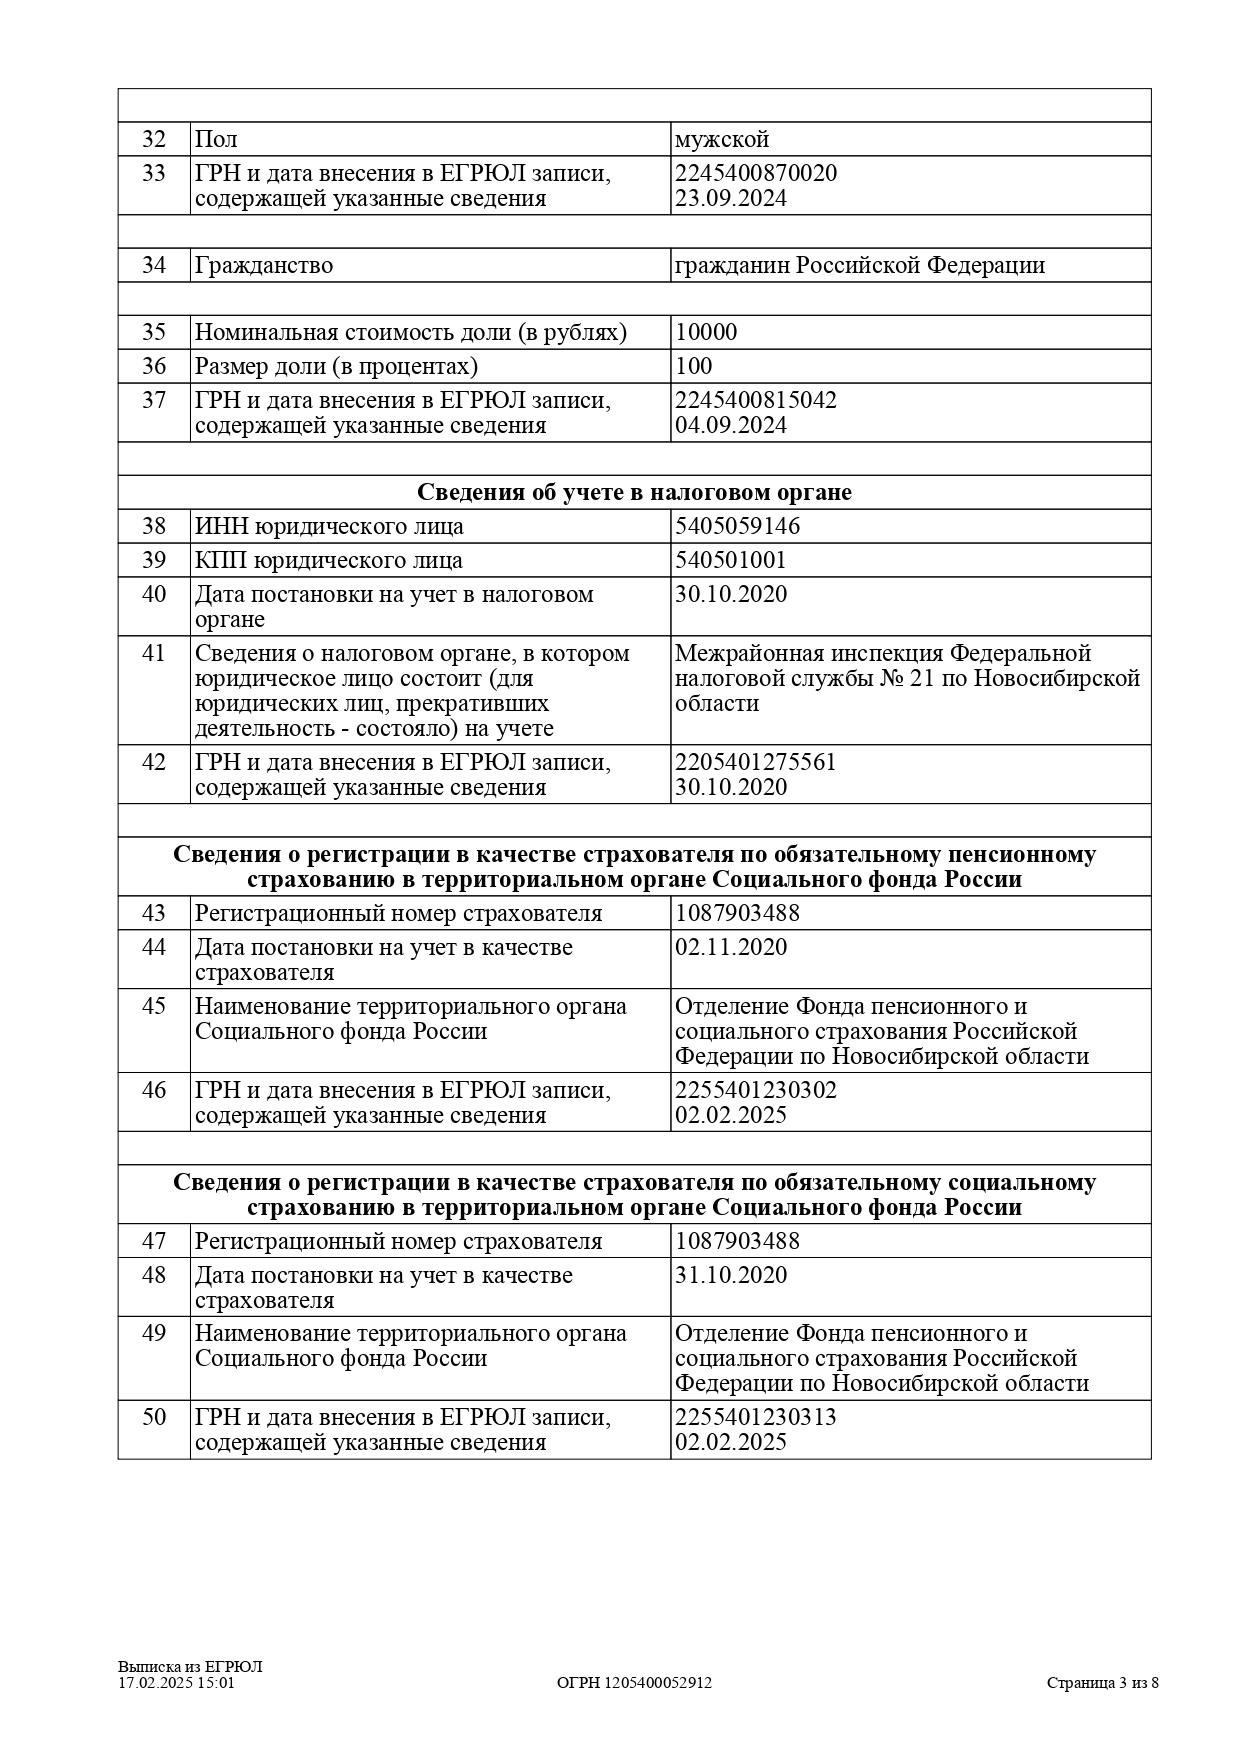 32 Пол мужской
33 ГРН и дата внесения в ЕГРЮЛ записи, 2245400870020
содержащей указанные сведения 23.09.2024
34 Гражданство гражданин Российской Федерации
35 Номинальная стоимость доли (в рублях) 10000
36 Размер доли (в процентах) 100
37 ГРН и дата внесения в ЕГРЮЛ записи, 2245400815042
содержащей указанные сведения 04.09.2024
Сведения об учете в налоговом органе
38 ИНН юридического лица 5405059146
39 КПП юридического лица 540501001
40 Дата постановки на учет в налоговом 30.10.2020
органе
41 Сведения о налоговом органе, в котором Межрайонная инспекция Федеральной
юридическое лицо состоит (для налоговой службы № 21 по Новосибирской
юридических лиц, прекративших области
деятельность - состояло) на учете
42 ГРН и дата внесения в ЕГРЮЛ записи, 2205401275561
содержащей указанные сведения 30.10.2020
Сведения о регистрации в качестве страхователя по обязательному пенсионному
страхованию в территориальном органе Социального фонда России
43 Регистрационный номер страхователя 1087903488
44 Дата постановки на учет в качестве 02.11.2020
страхователя
45 Наименование территориального органа Отделение Фонда пенсионного и
Социального фонда России социального страхования Российской
Федерации по Новосибирской области
46 ГРН и дата внесения в ЕГРЮЛ записи, 2255401230302
содержащей указанные сведения 02.02.2025
Сведения о регистрации в качестве страхователя по обязательному социальному
страхованию в территориальном органе Социального фонда России
47 Регистрационный номер страхователя 1087903488
48 Дата постановки на учет в качестве 31.10.2020
страхователя
49 Наименование территориального органа Отделение Фонда пенсионного и
Социального фонда России социального страхования Российской
Федерации по Новосибирской области
50 ГРН и дата внесения в ЕГРЮЛ записи, 2255401230313
содержащей указанные сведения 02.02.2025
Выписка из ЕГРЮЛ
17.02.2025 15:01 ОГРН 1205400052912 Страница 3 из 8